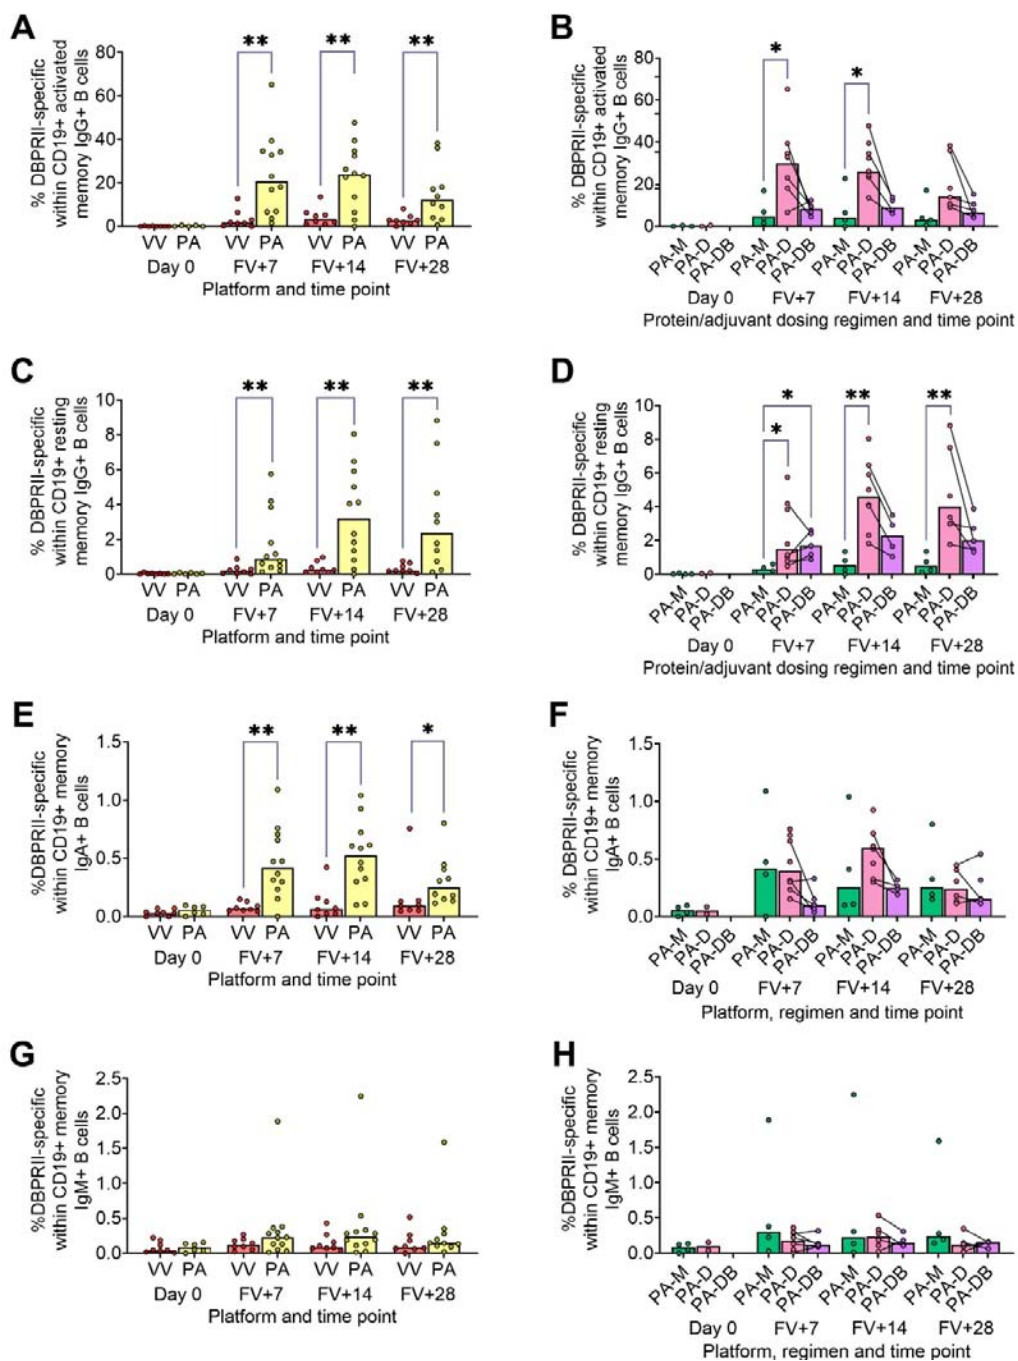 A
% DBPRII-specific
within CD19+ activated
memory IgG+ B cells
80
60
40
20
0
** ** **
VV PA VV PA VV PA VV PA
Day 0 FV+7 FV+14 FV+28
Platform and time point
B
% DBPRII-specific
within CD19+ activated
memory IgG+ B cells
80
60
40
20
0
* *
PA-M PA-D PA-DB PA-M PA-D PA-DB PA-M PA-D PA-DB PA-M PA-D PA-DB
Day 0 FV+7 FV+14 FV+28
Protein/adjuvant dosing regimen and time point
C
% DBPRII-specific
within CD19+ resting
memory IgG+ B cells
10
8
6
4
2
0
** ** **
VV PA VV PA VV PA VV PA
Day 0 FV+7 FV+14 FV+28
Platform and time point
D
% DBPRII-specific
within CD19+ resting
memory IgG+ B cells
10
8
6
4
2
0
* * ** **
PA-M PA-D PA-DB PA-M PA-D PA-DB PA-M PA-D PA-DB PA-M PA-D PA-DB
Day 0 FV+7 FV+14 FV+28
Protein/adjuvant dosing regimen and time point
E
%DBPRII-specific
within CD19+ memory
IgA+ B cells
1.5
1.0
0.5
0.0
** ** *
VV PA VV PA VV PA VV PA
Day 0 FV+7 FV+14 FV+28
Platform and time point
F
% DBPRII-specific
within CD19+ memory
IgA+ B cells
1.5
1.0
0.5
0.0
PA-M PA-D PA-DB PA-M PA-D PA-DB PA-M PA-D PA-DB PA-M PA-D PA-DB
Day 0 FV+7 FV+14 FV+28
Platform, regimen and time point
G
%DBPRII-specific
within CD19+ memory
IgM+ B cells
2.5
2.0
1.5
1.0
0.5
0.0
VV PA VV PA VV PA VV PA
Day 0 FV+7 FV+14 FV+28
Platform and time point
H
%DBPRII-specific
within CD19+ memory
IgM+ B cells
2.5
2.0
1.5
1.0
0.5
0.0
PA-M PA-D PA-DB PA-M PA-D PA-DB PA-M PA-D PA-DB PA-M PA-D PA-DB
Day 0 FV+7 FV+14 FV+28
Platform, regimen and time point